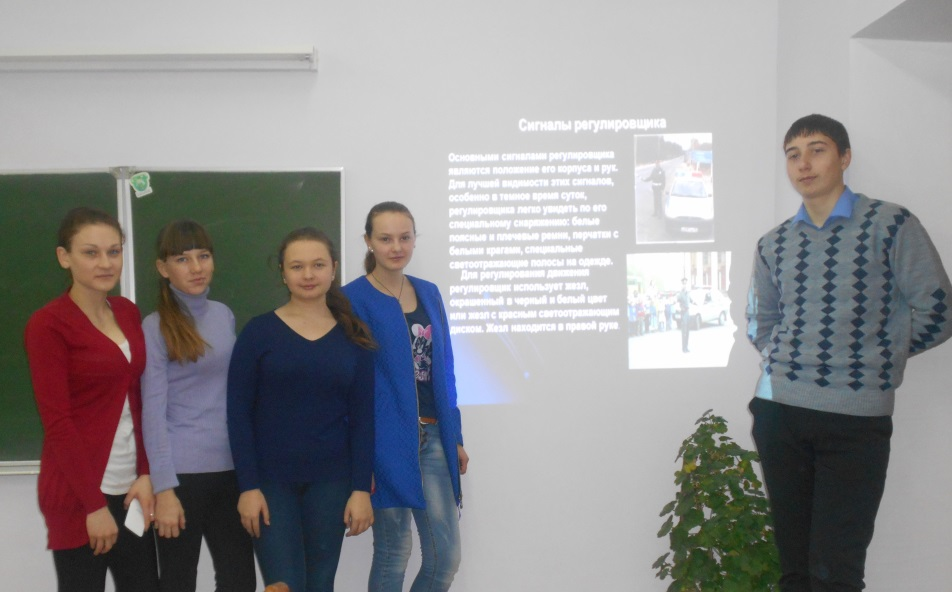 Сигналы регулировщика
Основными сигналами регулировщика
являются положение его корпуса и рук.
Для лучшей видимости этих сигналов,
особенно в темное время суток,
регулировщика легко увидеть по его
специальному снаряжению: белые
поясные и плечевые ремни, перчатки с
белыми крагами, специальные
светоотражающие полосы на одежде.
Для регулирования движения
регулировщик использует жезл,
окрашенный в черный и белый цвет
или жезл с красным светоотражающим
диском. Жезл находится в правой руке